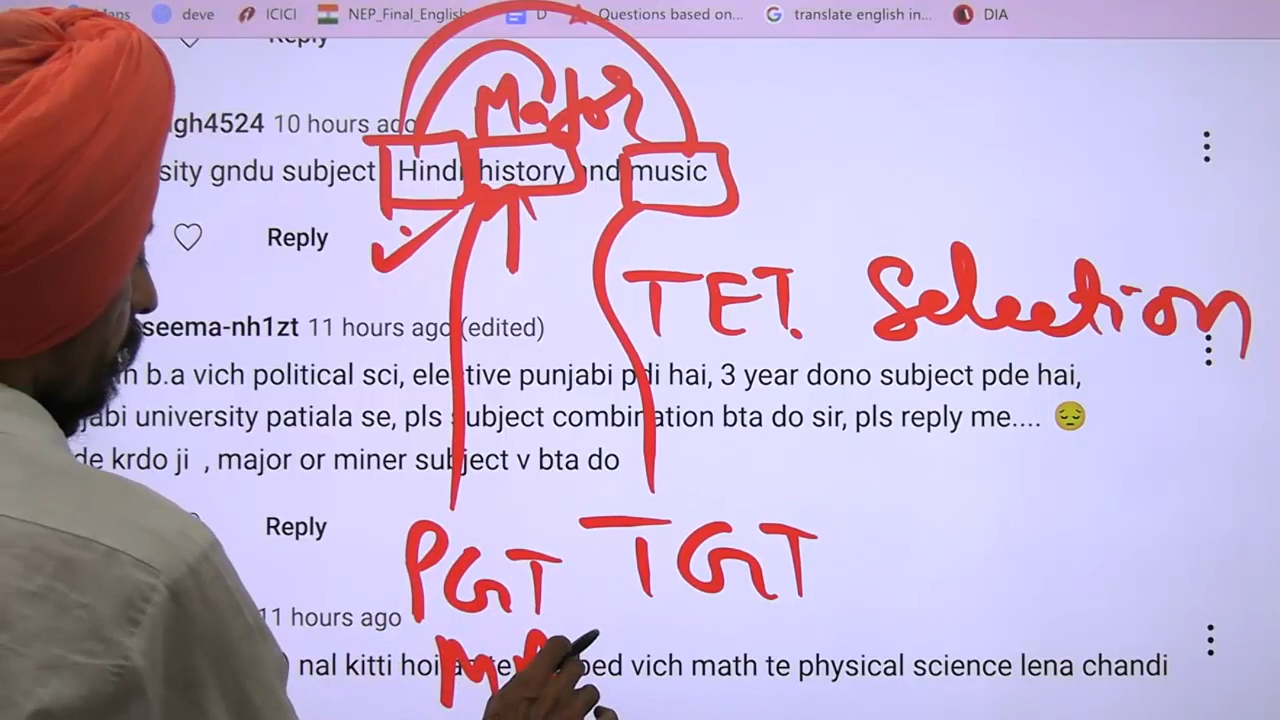 Maps deve ICICI NEP_Final_English D Questions based on... translate english in... DIA
Reply
Major
gh4524 10 hours ago
sity gndu subject Hindi history and music
Reply
TET. Selection
seema-nh1zt 11 hours ago (edited)
b.a vich political sci, elective punjabi pdi hai, 3 year dono subject pde hai,
jabi university patiala se, pls subject combination bta do sir, pls reply me.... 😔
de krdo ji , major or miner subject v bta do
Reply
PGT TGT
11 hours ago
nal kitti hoi te bed vich math te physical science lena chandi